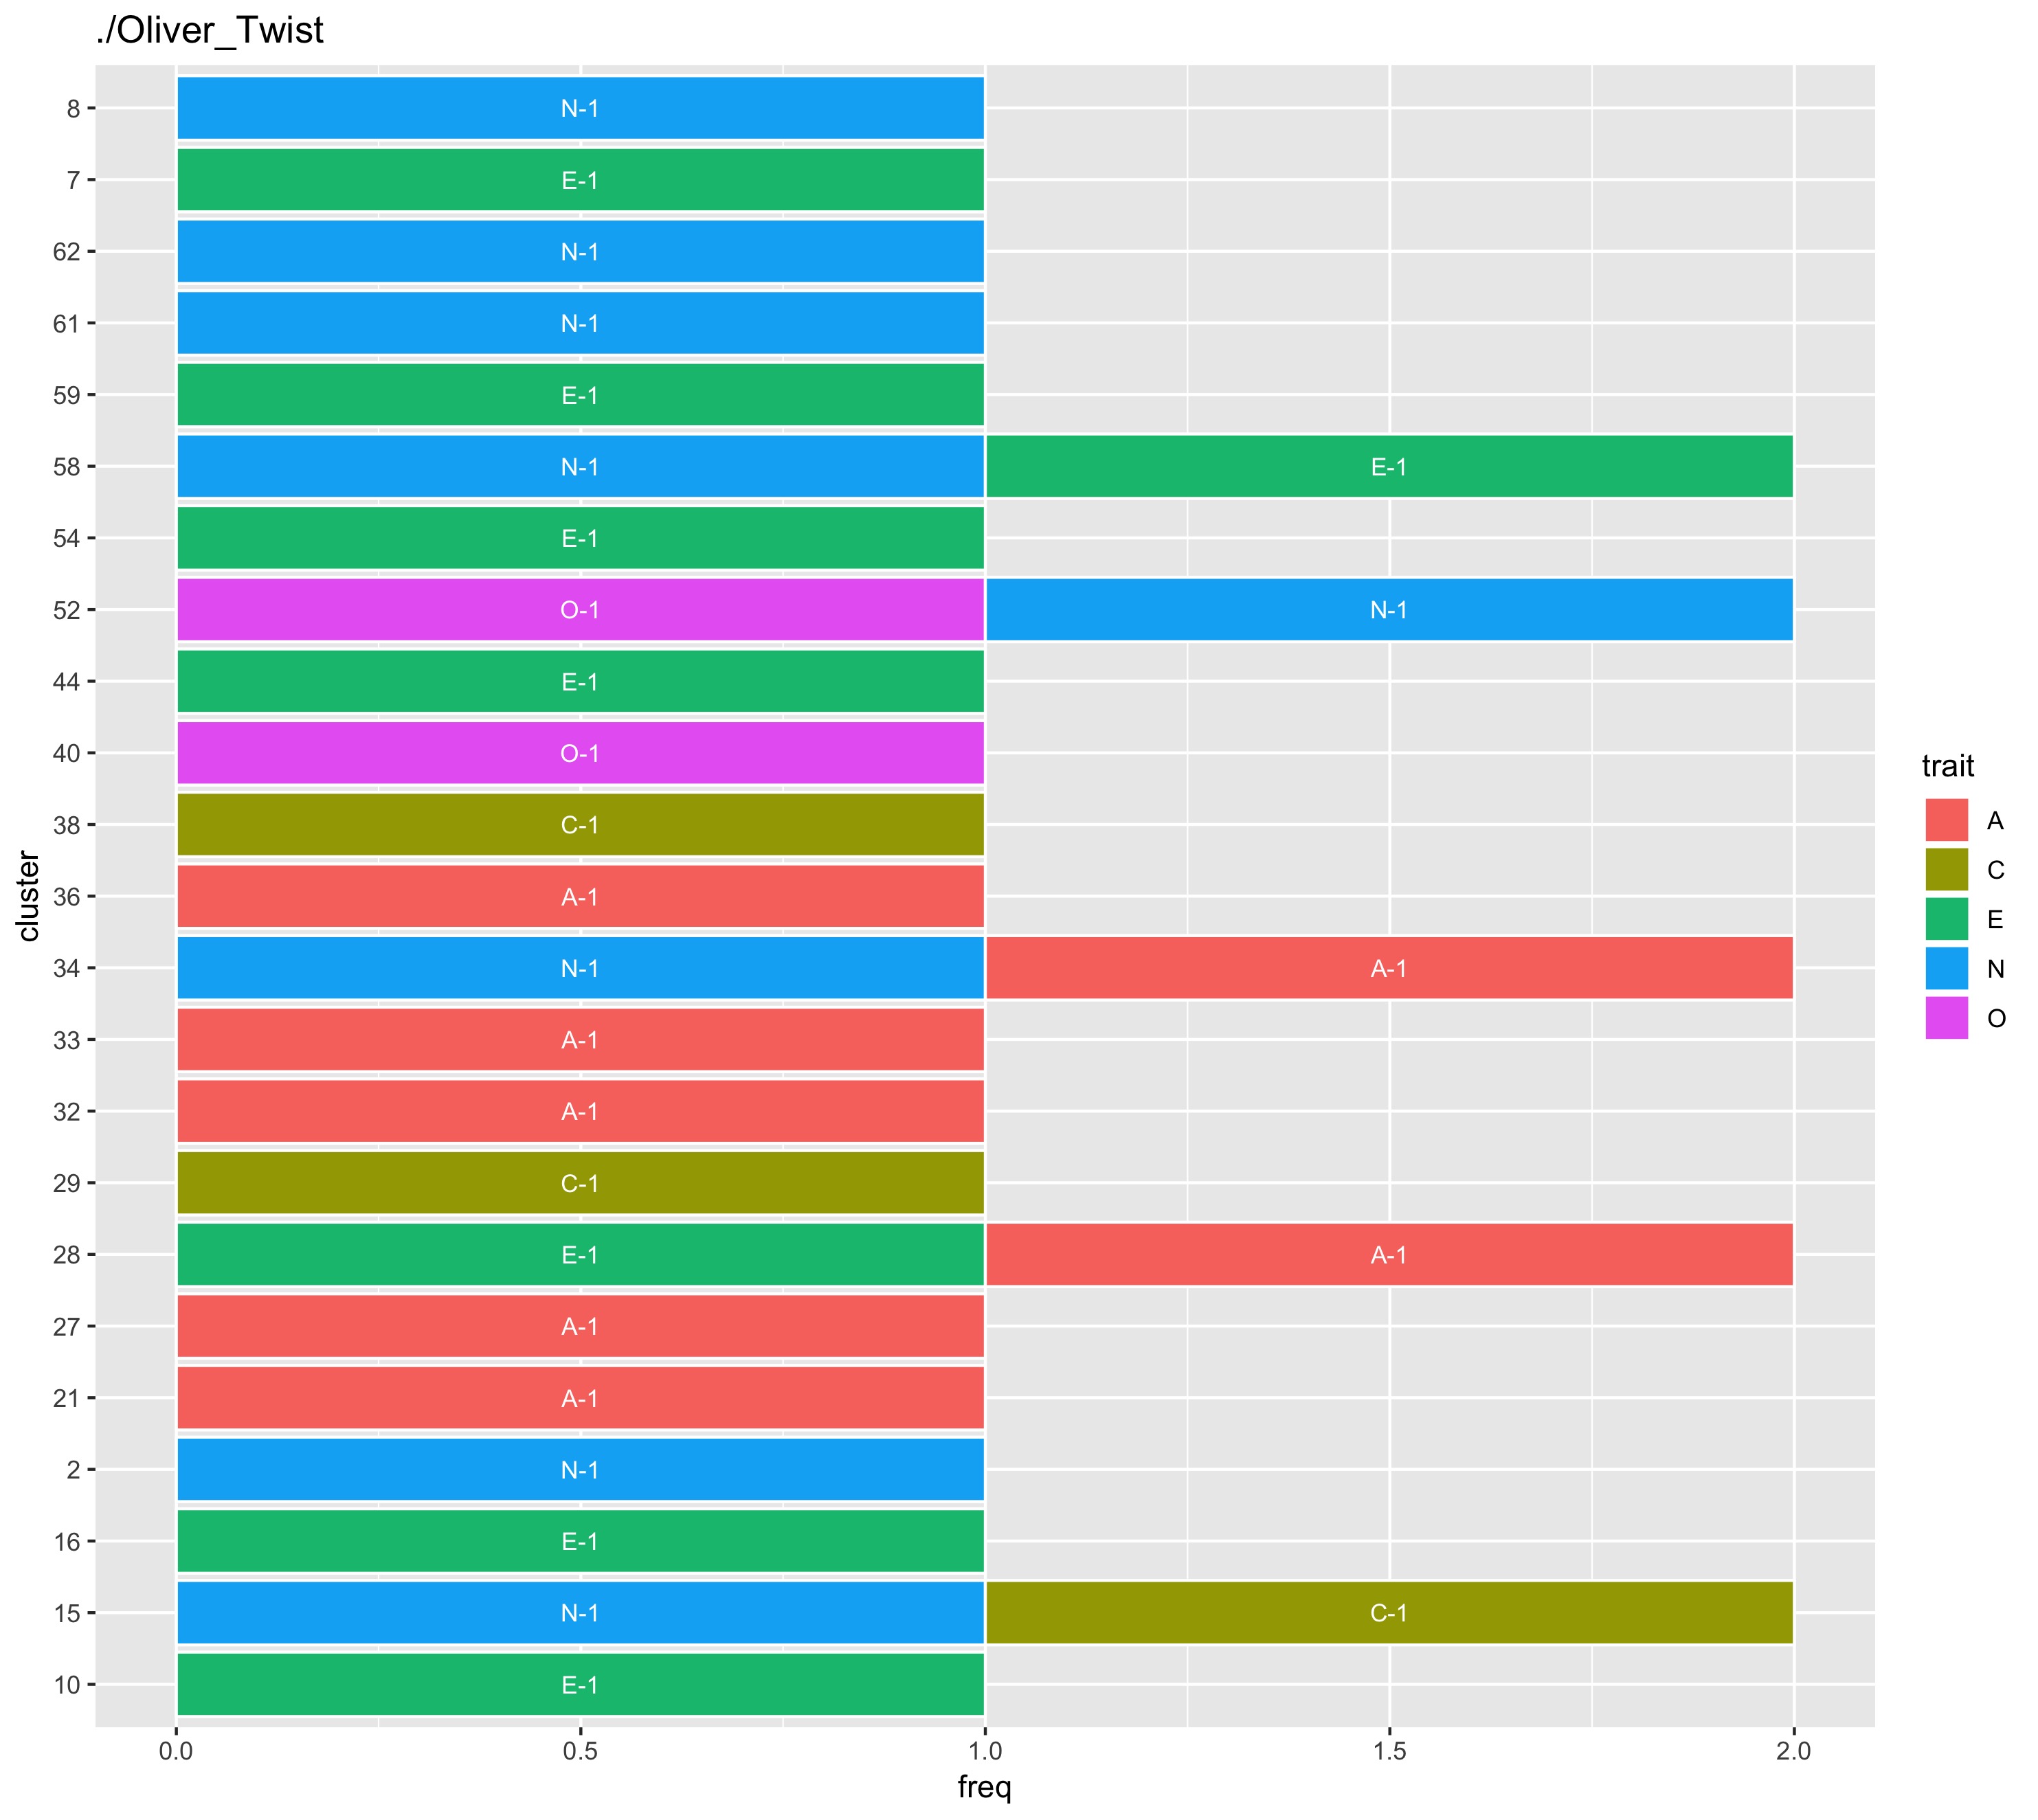 ./Oliver_Twist
8 N-1
7 E-1
62 N-1
61 N-1
59 E-1
58 N-1 E-1
54 E-1
52 O-1 N-1
44 E-1
40 O-1
38 C-1
36 A-1
34 N-1 A-1
33 A-1
32 A-1
29 C-1
28 E-1 A-1
27 A-1
21 A-1
2 N-1
16 E-1
15 N-1 C-1
10 E-1
0.0 0.5 1.0 1.5 2.0
freq
cluster
trait
A
C
E
N
O